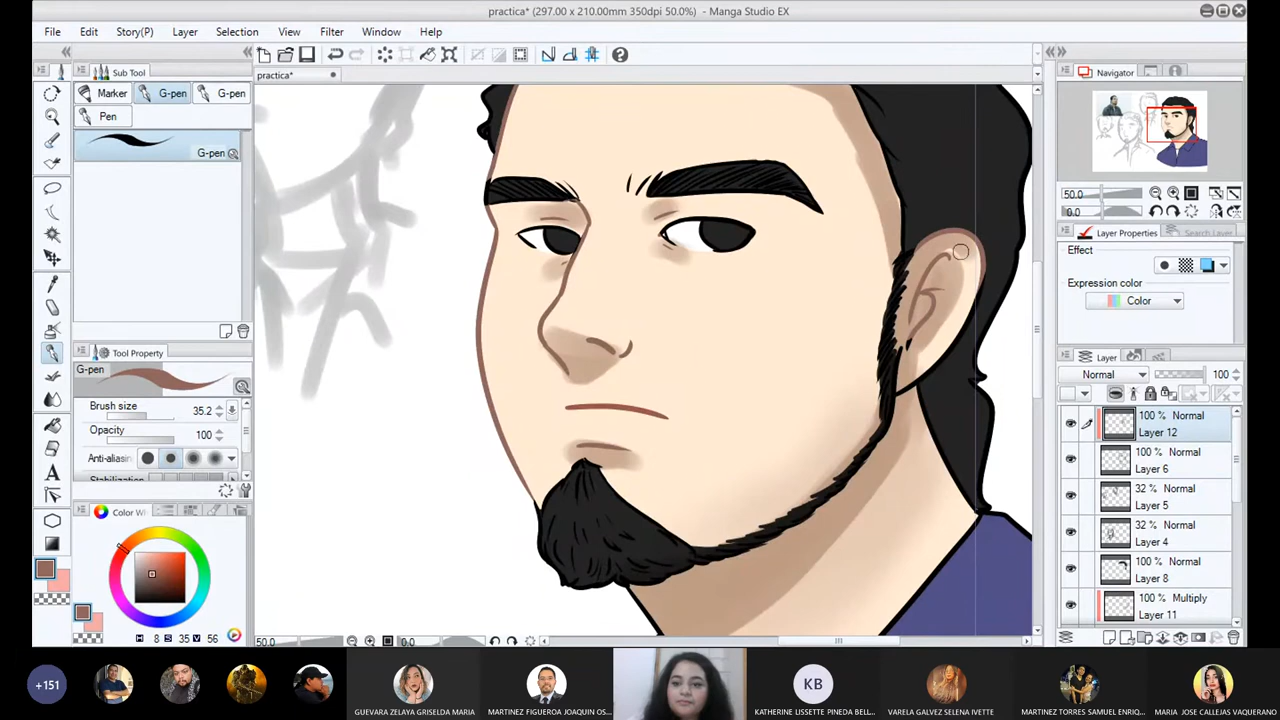 practica* (297.00 x 210.00mm 350dpi 50.0%) - Manga Studio EX
File Edit Story(P) Layer Selection View Filter Window Help
practica*
Sub Tool
Marker G-pen G-pen
Pen
G-pen
Tool Property
G-pen
Brush size 35.2
Opacity 100
Anti-aliasin
Stabilization
Color W
H 8 S 35 V 56
50.0 0.0
Navigator
50.0
0.0
Layer Properties Search Layer
Effect
Expression color
Color
Layer
Normal 100
100 % Normal
Layer 12
100 % Normal
Layer 6
32 % Normal
Layer 5
32 % Normal
Layer 4
100 % Normal
Layer 8
100 % Multiply
Layer 11
+151
GUEVARA ZELAYA GRISELDA MARIA
MARTINEZ FIGUEROA JOAQUIN OS...
KB
KATHERINE LISSETTE PINEDA BELL...
VARELA GALVEZ SELENA IVETTE
MARTINEZ TORRES SAMUEL ENRIQ...
MARIA JOSE CALLEJAS VAQUERANO